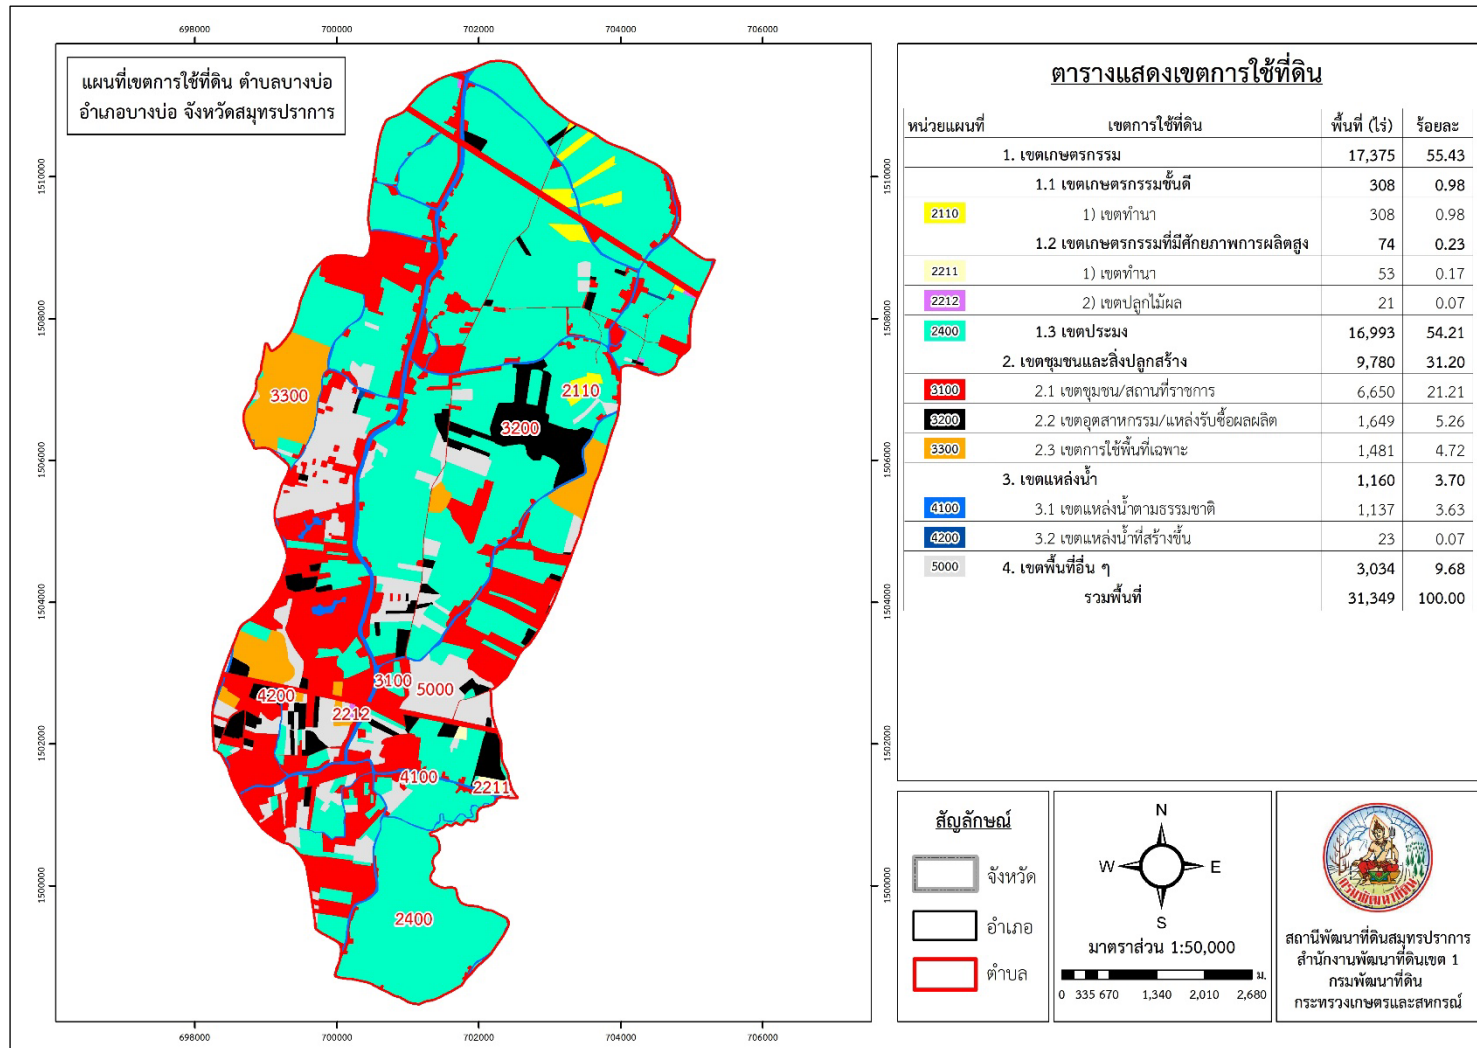 698000 700000 702000 704000 706000
แผนที่เขตการใช้ที่ดิน ตำบลบางบ่อ
อำเภอบางบ่อ จังหวัดสมุทรปราการ
1510000 1510000
1508000 1508000
1506000 1506000
1504000 1504000
1502000 1502000
1500000 1500000
2110
3300
3200
3100
5000
4200
2212
4100
2211
2400
698000 700000 702000 704000 706000
ตารางแสดงเขตการใช้ที่ดิน
หน่วยแผนที่ เขตการใช้ที่ดิน พื้นที่ (ไร่) ร้อยละ
1. เขตเกษตรกรรม 17,375 55.43
1.1 เขตเกษตรกรรมชั้นดี 308 0.98
2110 1) เขตทำนา 308 0.98
1.2 เขตเกษตรกรรมที่มีศักยภาพการผลิตสูง 74 0.23
2211 1) เขตทำนา 53 0.17
2212 2) เขตปลูกไม้ผล 21 0.07
2400 1.3 เขตประมง 16,993 54.21
2. เขตชุมชนและสิ่งปลูกสร้าง 9,780 31.20
3100 2.1 เขตชุมชน/สถานที่ราชการ 6,650 21.21
3200 2.2 เขตอุตสาหกรรม/แหล่งรับซื้อผลผลิต 1,649 5.26
3300 2.3 เขตการใช้พื้นที่เฉพาะ 1,481 4.72
3. เขตแหล่งน้ำ 1,160 3.70
4100 3.1 เขตแหล่งน้ำตามธรรมชาติ 1,137 3.63
4200 3.2 เขตแหล่งน้ำที่สร้างขึ้น 23 0.07
5000 4. เขตพื้นที่อื่น ๆ 3,034 9.68
รวมพื้นที่ 31,349 100.00
สัญลักษณ์
จังหวัด
อำเภอ
ตำบล
N
W E
S
มาตราส่วน 1:50,000
ม.
0 335 670 1,340 2,010 2,680
กรมพัฒนาที่ดิน
สถานีพัฒนาที่ดินสมุทรปราการ
สำนักงานพัฒนาที่ดินเขต 1
กรมพัฒนาที่ดิน
กระทรวงเกษตรและสหกรณ์